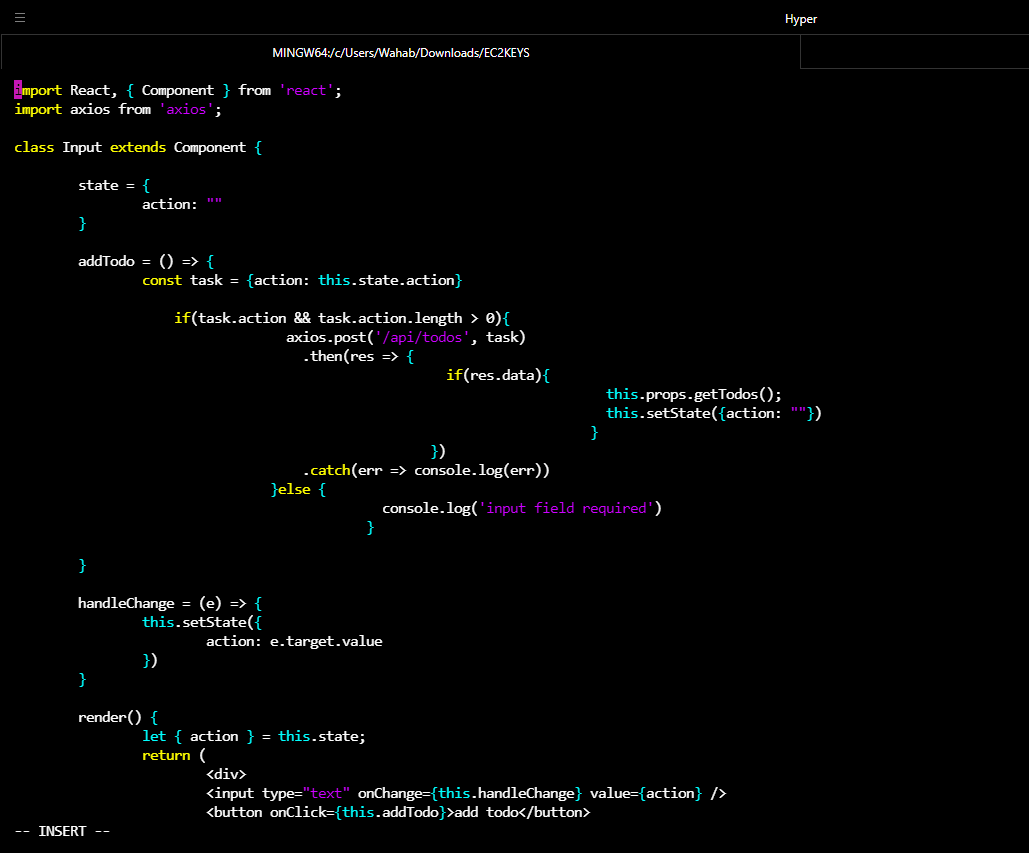 Hyper
MINGW64:/c/Users/Wahab/Downloads/EC2KEYS
import React, { Component } from 'react';
import axios from 'axios';
class Input extends Component {
state = {
action: ""
}
addTodo = () => {
const task = {action: this.state.action}
if(task.action && task.action.length > 0){
axios.post('/api/todos', task)
.then(res => {
if(res.data){
this.props.getTodos();
this.setState({action: ""})
}
})
.catch(err => console.log(err))
}else {
console.log('input field required')
}
}
handleChange = (e) => {
this.setState({
action: e.target.value
})
}
render() {
let { action } = this.state;
return (
<div>
<input type="text" onChange={this.handleChange} value={action} />
<button onClick={this.addTodo}>add todo</button>
-- INSERT --